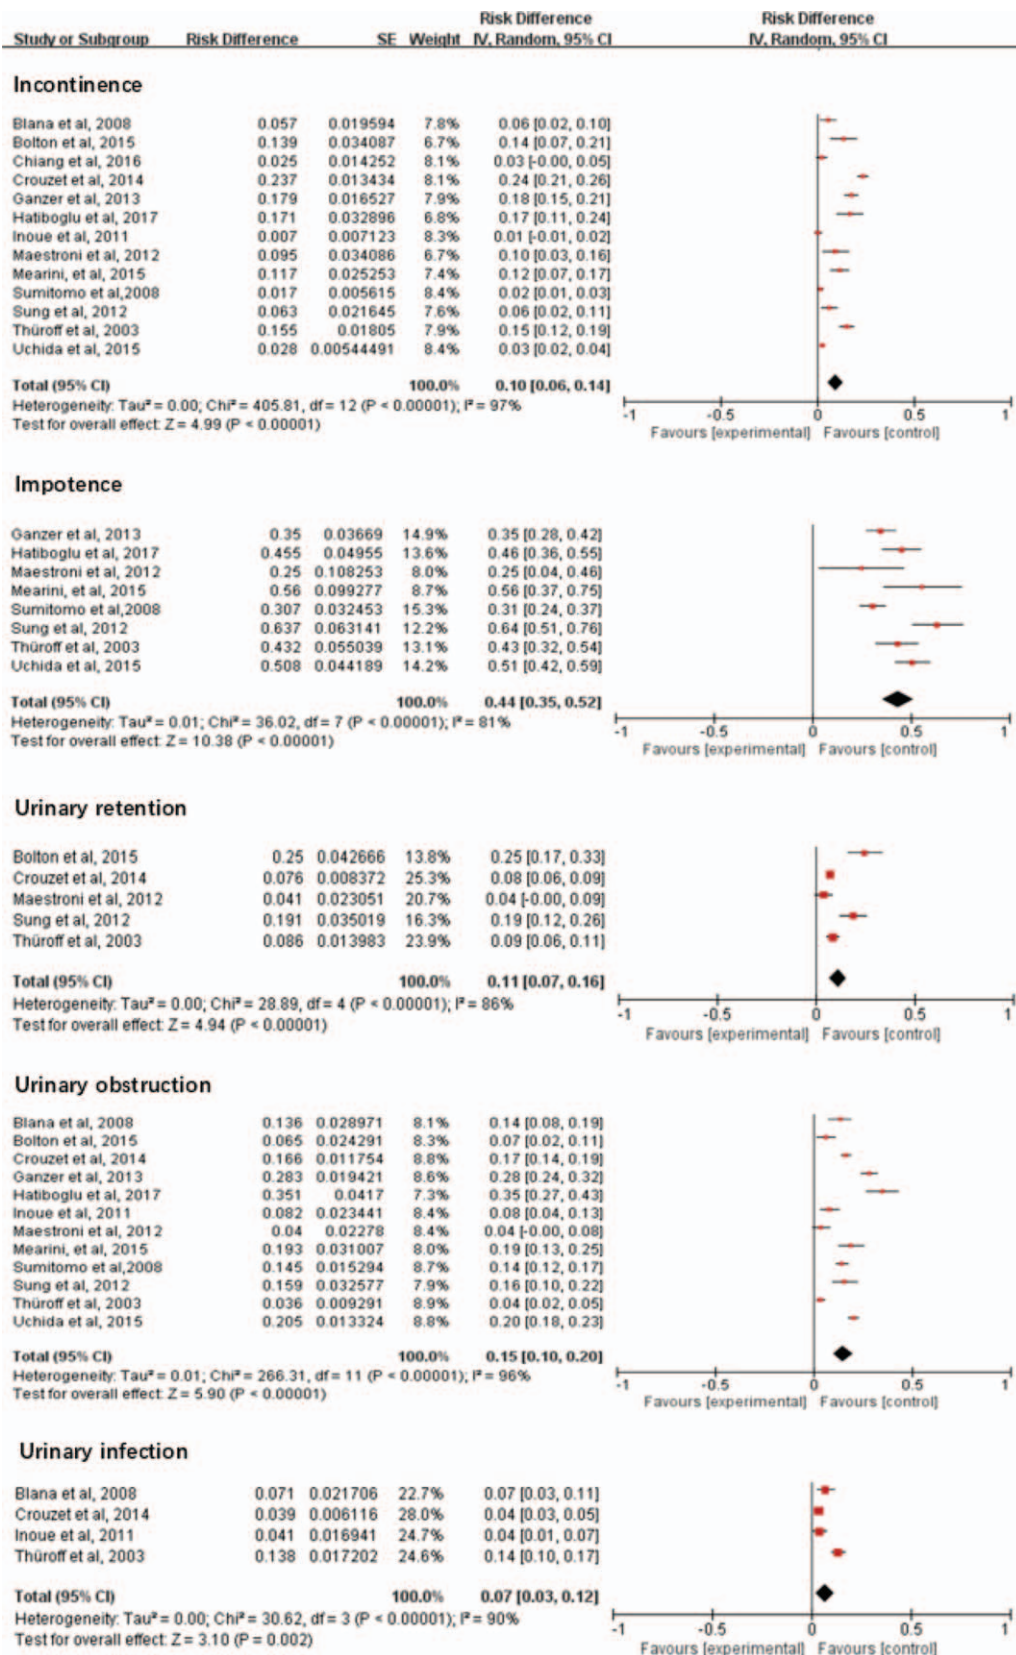 Risk Difference Risk Difference
Study or Subgroup Risk Difference SE Weight IV, Random, 95% CI IV, Random, 95% CI
Incontinence
Blana et al, 2008 0.057 0.019594 7.8% 0.06 [0.02, 0.10]
Bolton et al, 2015 0.139 0.034087 6.7% 0.14 [0.07, 0.21]
Chiang et al, 2016 0.025 0.014252 8.1% 0.03 [-0.00, 0.05]
Crouzet et al, 2014 0.237 0.013434 8.1% 0.24 [0.21, 0.26]
Ganzer et al, 2013 0.179 0.016527 7.9% 0.18 [0.15, 0.21]
Hatiboglu et al, 2017 0.171 0.032896 6.8% 0.17 [0.11, 0.24]
Inoue et al, 2011 0.007 0.007123 8.3% 0.01 [-0.01, 0.02]
Maestroni et al, 2012 0.095 0.034086 6.7% 0.10 [0.03, 0.16]
Mearini, et al, 2015 0.117 0.025253 7.4% 0.12 [0.07, 0.17]
Sumitomo et al,2008 0.017 0.005615 8.4% 0.02 [0.01, 0.03]
Sung et al, 2012 0.063 0.021645 7.6% 0.06 [0.02, 0.11]
Thüroff et al, 2003 0.155 0.01805 7.9% 0.15 [0.12, 0.19]
Uchida et al, 2015 0.028 0.00544491 8.4% 0.03 [0.02, 0.04]
Total (95% CI) 100.0% 0.10 [0.06, 0.14]
Heterogeneity: Tau² = 0.00; Chi² = 405.81, df = 12 (P < 0.00001); I² = 97%
Test for overall effect: Z = 4.99 (P < 0.00001)
-1 -0.5 0 0.5 1
Favours [experimental] Favours [control]
Impotence
Ganzer et al, 2013 0.35 0.03669 14.9% 0.35 [0.28, 0.42]
Hatiboglu et al, 2017 0.455 0.04955 13.6% 0.46 [0.36, 0.55]
Maestroni et al, 2012 0.25 0.108253 8.0% 0.25 [0.04, 0.46]
Mearini, et al, 2015 0.56 0.099277 8.7% 0.56 [0.37, 0.75]
Sumitomo et al,2008 0.307 0.032453 15.3% 0.31 [0.24, 0.37]
Sung et al, 2012 0.637 0.063141 12.2% 0.64 [0.51, 0.76]
Thüroff et al, 2003 0.432 0.055039 13.1% 0.43 [0.32, 0.54]
Uchida et al, 2015 0.508 0.044189 14.2% 0.51 [0.42, 0.59]
Total (95% CI) 100.0% 0.44 [0.35, 0.52]
Heterogeneity: Tau² = 0.01; Chi² = 36.02, df = 7 (P < 0.00001); I² = 81%
Test for overall effect: Z = 10.38 (P < 0.00001)
-1 -0.5 0 0.5 1
Favours [experimental] Favours [control]
Urinary retention
Bolton et al, 2015 0.25 0.042666 13.8% 0.25 [0.17, 0.33]
Crouzet et al, 2014 0.076 0.008372 25.3% 0.08 [0.06, 0.09]
Maestroni et al, 2012 0.041 0.023051 20.7% 0.04 [-0.00, 0.09]
Sung et al, 2012 0.191 0.035019 16.3% 0.19 [0.12, 0.26]
Thüroff et al, 2003 0.086 0.013983 23.9% 0.09 [0.06, 0.11]
Total (95% CI) 100.0% 0.11 [0.07, 0.16]
Heterogeneity: Tau² = 0.00; Chi² = 28.89, df = 4 (P < 0.00001); I² = 86%
Test for overall effect: Z = 4.94 (P < 0.00001)
-1 -0.5 0 0.5 1
Favours [experimental] Favours [control]
Urinary obstruction
Blana et al, 2008 0.136 0.028971 8.1% 0.14 [0.08, 0.19]
Bolton et al, 2015 0.065 0.024291 8.3% 0.07 [0.02, 0.11]
Crouzet et al, 2014 0.166 0.011754 8.8% 0.17 [0.14, 0.19]
Ganzer et al, 2013 0.283 0.019421 8.6% 0.28 [0.24, 0.32]
Hatiboglu et al, 2017 0.351 0.0417 7.3% 0.35 [0.27, 0.43]
Inoue et al, 2011 0.082 0.023441 8.4% 0.08 [0.04, 0.13]
Maestroni et al, 2012 0.04 0.02278 8.4% 0.04 [-0.00, 0.08]
Mearini, et al, 2015 0.193 0.031007 8.0% 0.19 [0.13, 0.25]
Sumitomo et al,2008 0.145 0.015294 8.7% 0.14 [0.12, 0.17]
Sung et al, 2012 0.159 0.032577 7.9% 0.16 [0.10, 0.22]
Thüroff et al, 2003 0.036 0.009291 8.9% 0.04 [0.02, 0.05]
Uchida et al, 2015 0.205 0.013324 8.8% 0.20 [0.18, 0.23]
Total (95% CI) 100.0% 0.15 [0.10, 0.20]
Heterogeneity: Tau² = 0.01; Chi² = 266.31, df = 11 (P < 0.00001); I² = 96%
Test for overall effect: Z = 5.90 (P < 0.00001)
-1 -0.5 0 0.5 1
Favours [experimental] Favours [control]
Urinary infection
Blana et al, 2008 0.071 0.021706 22.7% 0.07 [0.03, 0.11]
Crouzet et al, 2014 0.039 0.006116 28.0% 0.04 [0.03, 0.05]
Inoue et al, 2011 0.041 0.016941 24.7% 0.04 [0.01, 0.07]
Thüroff et al, 2003 0.138 0.017202 24.6% 0.14 [0.10, 0.17]
Total (95% CI) 100.0% 0.07 [0.03, 0.12]
Heterogeneity: Tau² = 0.00; Chi² = 30.62, df = 3 (P < 0.00001); I² = 90%
Test for overall effect: Z = 3.10 (P = 0.002)
-1 -0.5 0 0.5 1
Favours [experimental] Favours [control]